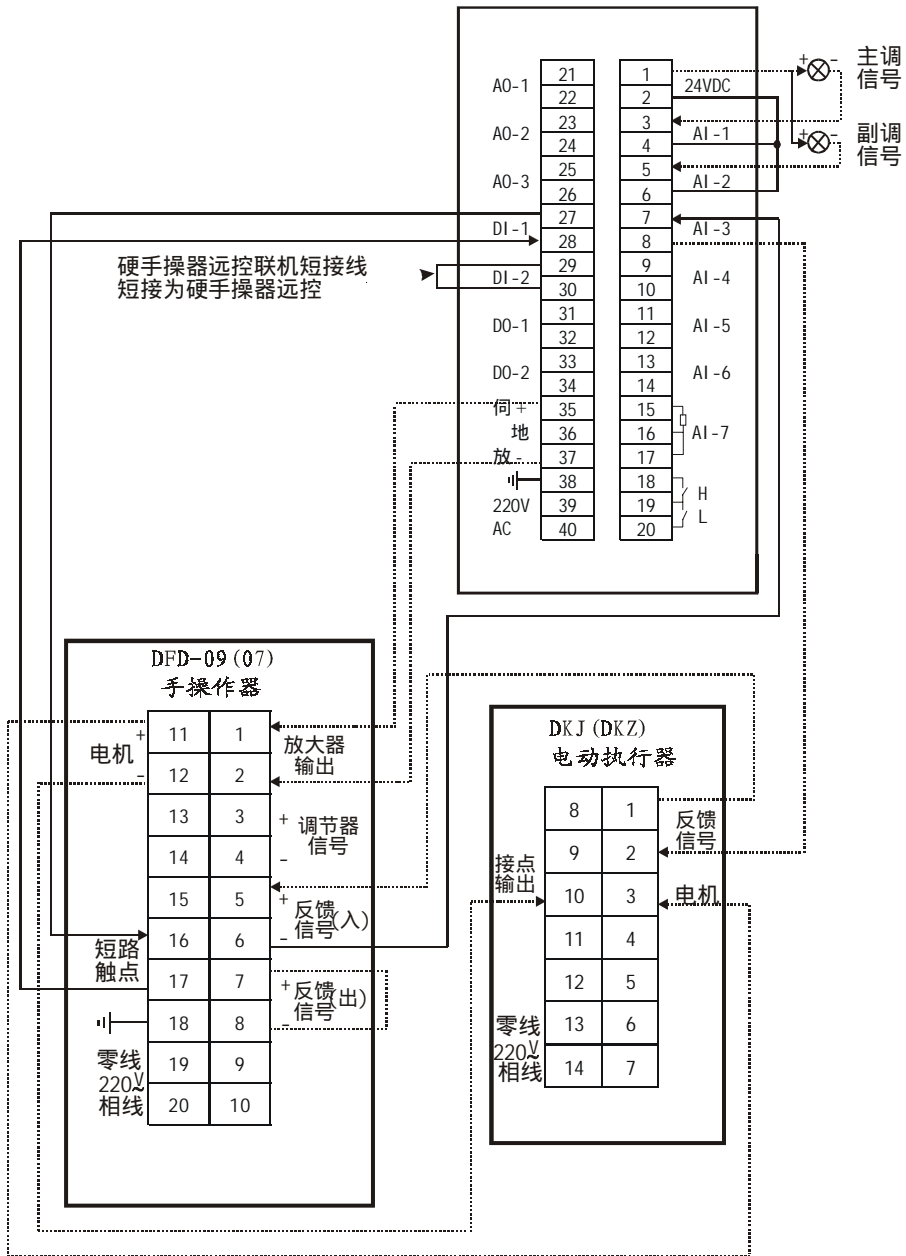 主调
信号
副调
信号
+ -
+ -
AO-1
21
22
AO-2
23
24
AO-3
25
26
DI-1
27
28
DI-2
29
30
DO-1
31
32
DO-2
33
34
伺 +
35
地
36
放 -
37
38
220V
39
AC
40
1
24VDC
2
3
AI-1
4
5
AI-2
6
7
AI-3
8
9
AI-4
10
11
AI-5
12
13
AI-6
14
15
16
AI-7
17
18
H
19
L
20
硬手操器远控联机短接线
短接为硬手操器远控
DFD-09(07)
手操作器
+
电机
-
11 1
12 2
13 3
14 4
15 5
16 6
17 7
18 8
19 9
20 10
放大器
输出
+ 调节器
信号
-
+ 反馈(入)
信号
-
+ 反馈(出)
信号
-
短路
触点
零线
220V~
相线
DKJ(DKZ)
电动执行器
8 1
9 2
10 3
11 4
12 5
13 6
14 7
反馈
信号
电机
接点
输出
零线
220V~
相线